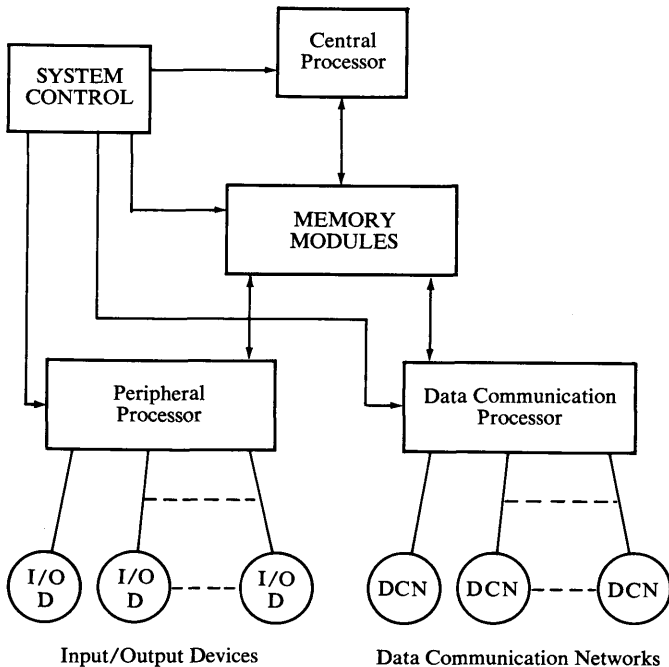 Central
Processor
SYSTEM
CONTROL
MEMORY
MODULES
Peripheral
Processor
Data Communication
Processor
I/O
D
I/O
D
I/O
D
DCN
DCN
DCN
Input/Output Devices
Data Communication Networks